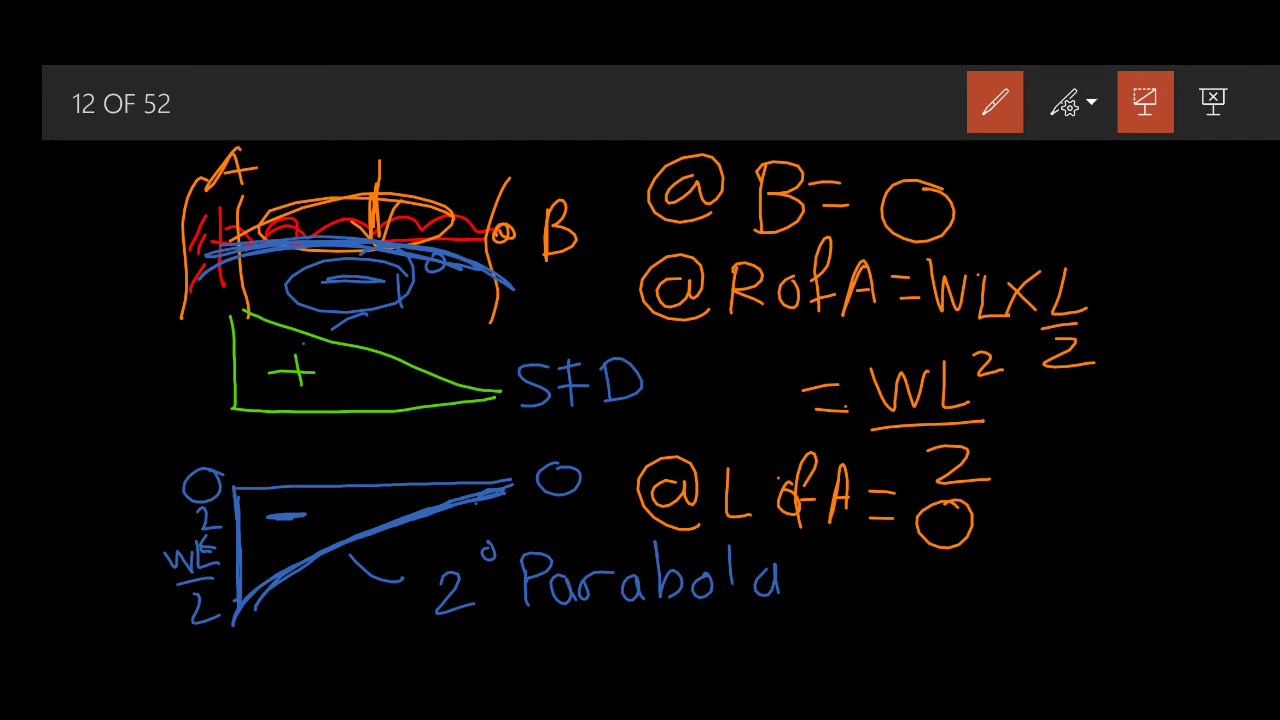 12 OF 52
A
B
@ B = 0
@ R of A = WL × L/2
= WL²/2
SFD
@ L of A = 0
0
0
WL²/2
2° Parabola